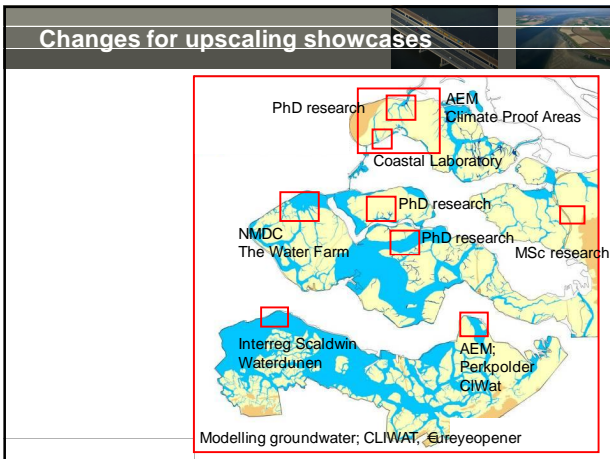 Changes for upscaling showcases
PhD research
AEM
Climate Proof Areas
Coastal Laboratory
PhD research
NMDC
The Water Farm
PhD research
MSc research
Interreg Scaldwin
Waterdunen
AEM;
Perkpolder
ClWat
Modelling groundwater; CLIWAT, €ureyeopener